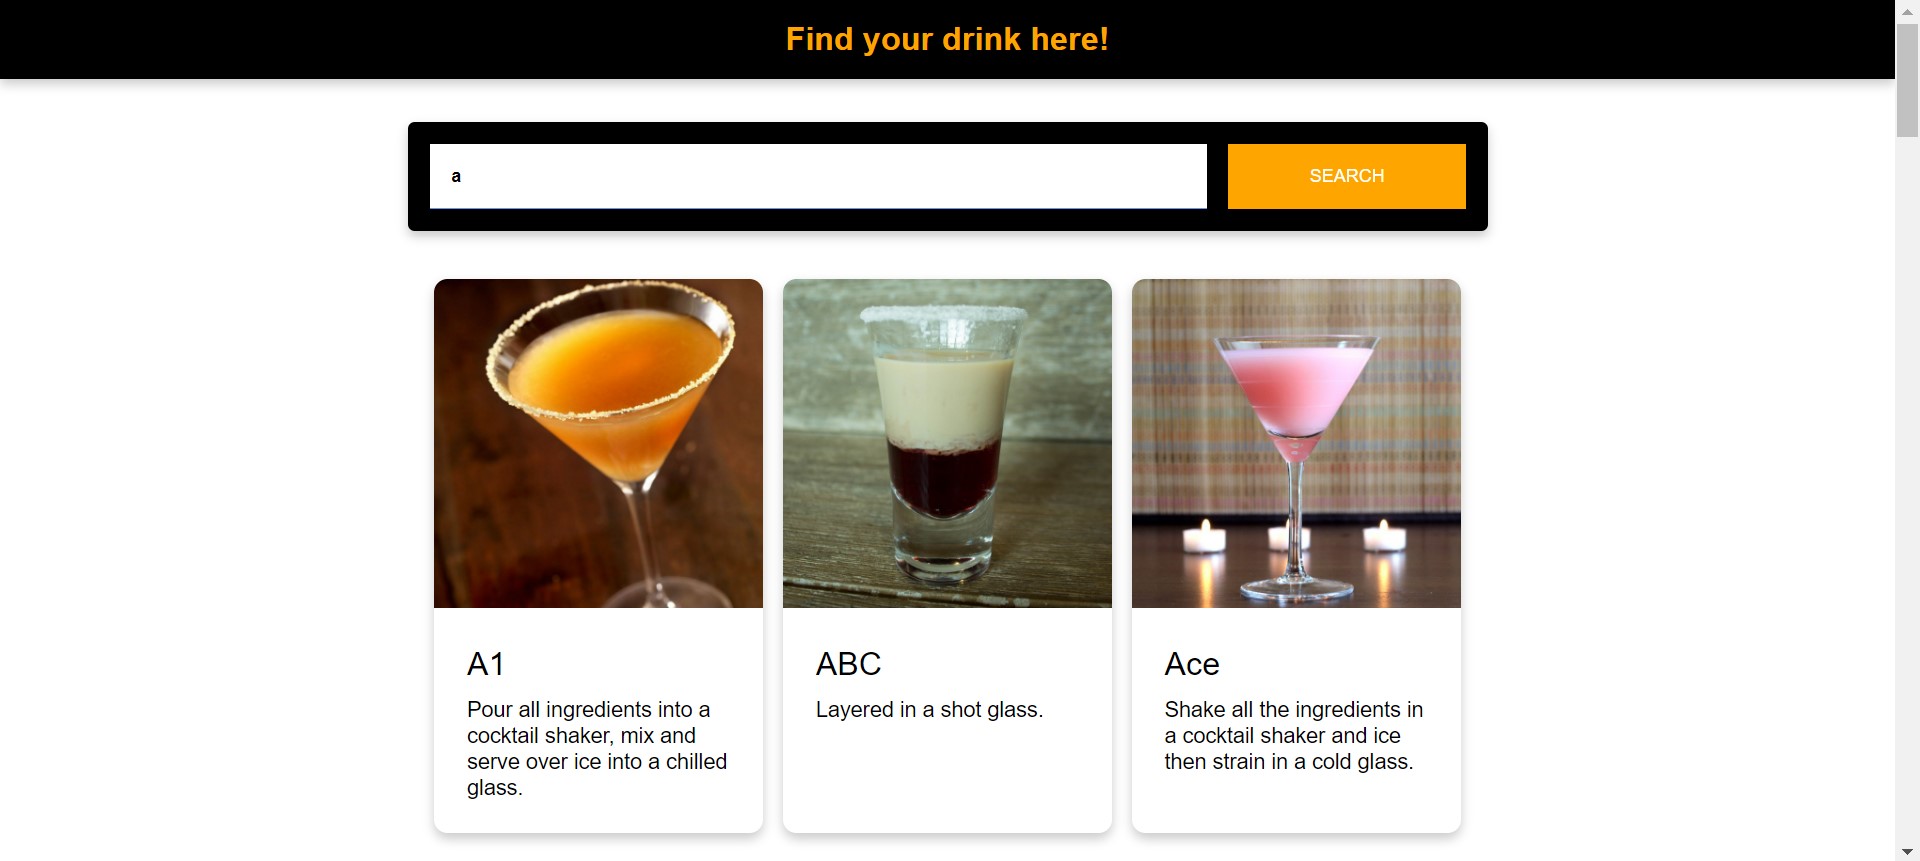 Find your drink here!
a
SEARCH
A1
Pour all ingredients into a
cocktail shaker, mix and
serve over ice into a chilled
glass.
ABC
Layered in a shot glass.
Ace
Shake all the ingredients in
a cocktail shaker and ice
then strain in a cold glass.